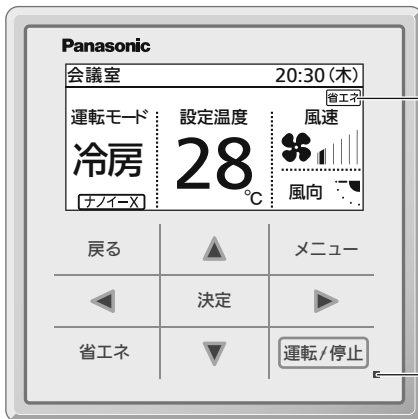 Panasonic
会議室 20:30(木)
省エネ
運転モード 設定温度 風速
冷房 28℃
ナノイーX 風向
戻る メニュー
決定
省エネ 運転/停止